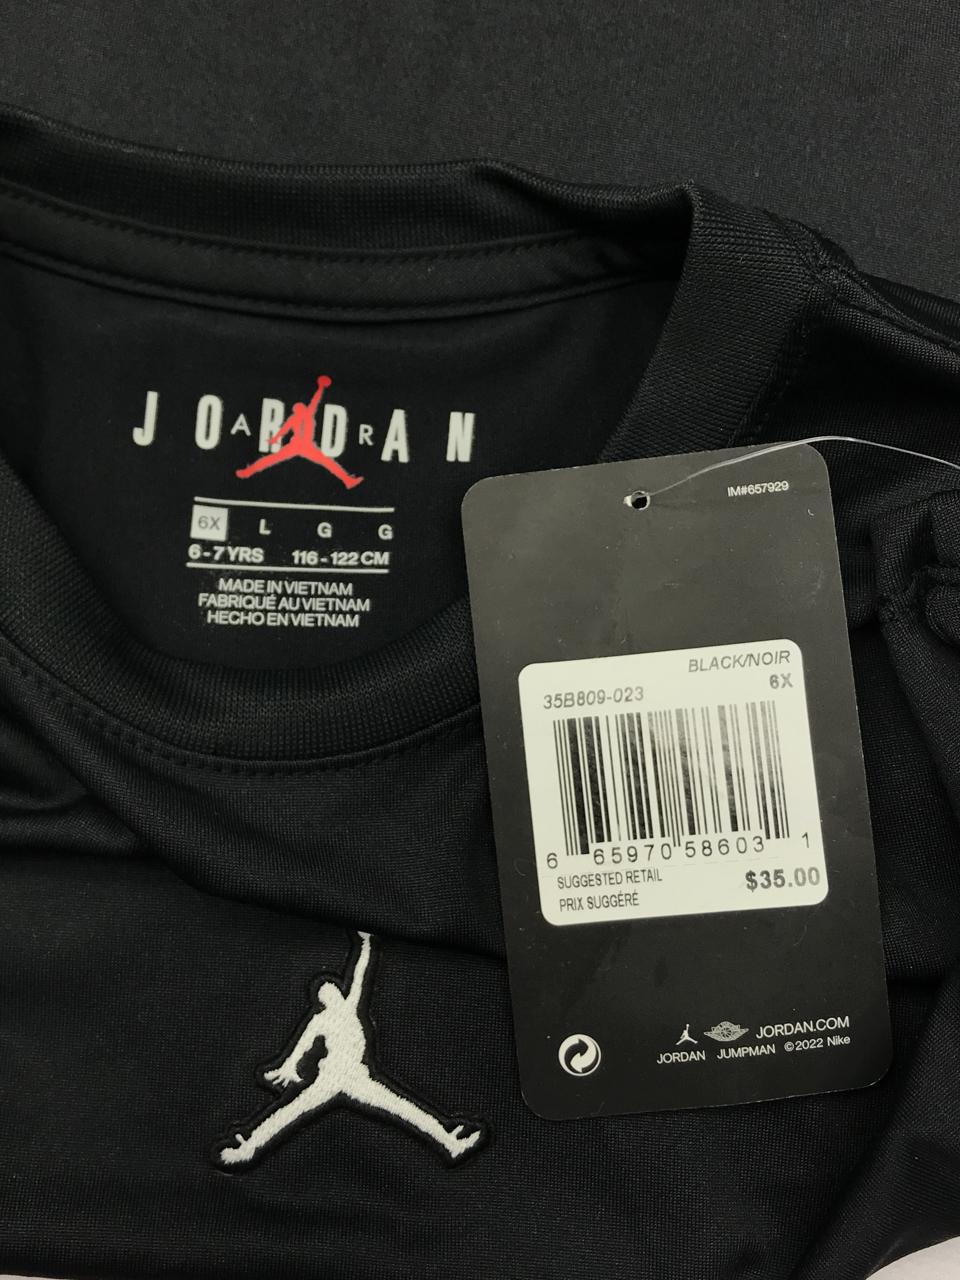 JORDAN
AIR
6X L G G
6-7YRS 116-122CM
MADE IN VIETNAM
FABRIQUÉ AU VIETNAM
HECHO EN VIETNAM
IM#657929
BLACK/NOIR
35B809-023 6X
6 65970 58603 1
SUGGESTED RETAIL
PRIX SUGGÉRÉ
$35.00
JORDAN.COM
JORDAN JUMPMAN ©2022 Nike